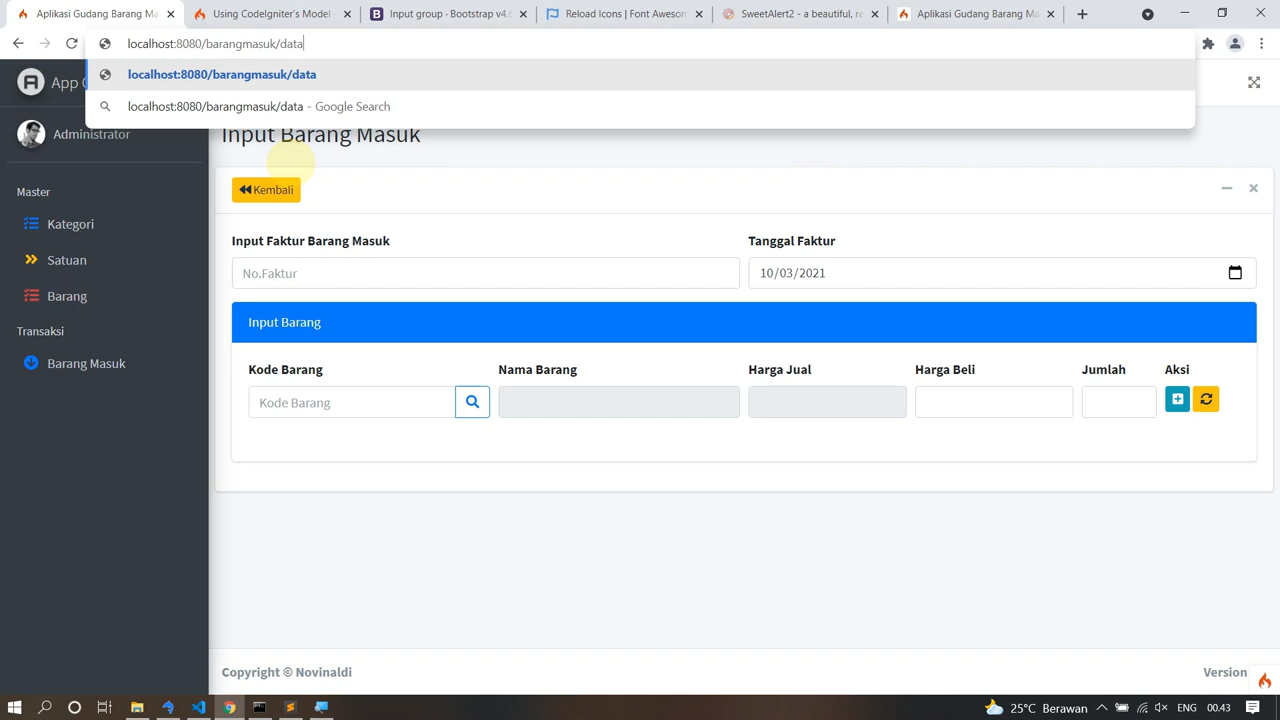 Aplikasi Gudang Barang Ma
Using CodeIgniter's Model
Input group · Bootstrap v4.6
Reload Icons | Font Awesom
SweetAlert2 - a beautiful, re
Aplikasi Gudang Barang Ma
localhost:8080/barangmasuk/data
localhost:8080/barangmasuk/data
localhost:8080/barangmasuk/data - Google Search
App
Administrator
Input Barang Masuk
Master
Kembali
Kategori
Satuan
Barang
Transaksi
Barang Masuk
Input Faktur Barang Masuk
Tanggal Faktur
No.Faktur
10/03/2021
Input Barang
Kode Barang
Nama Barang
Harga Jual
Harga Beli
Jumlah
Aksi
Kode Barang
Copyright © Novinaldi
Version
25°C Berawan
ENG
00.43